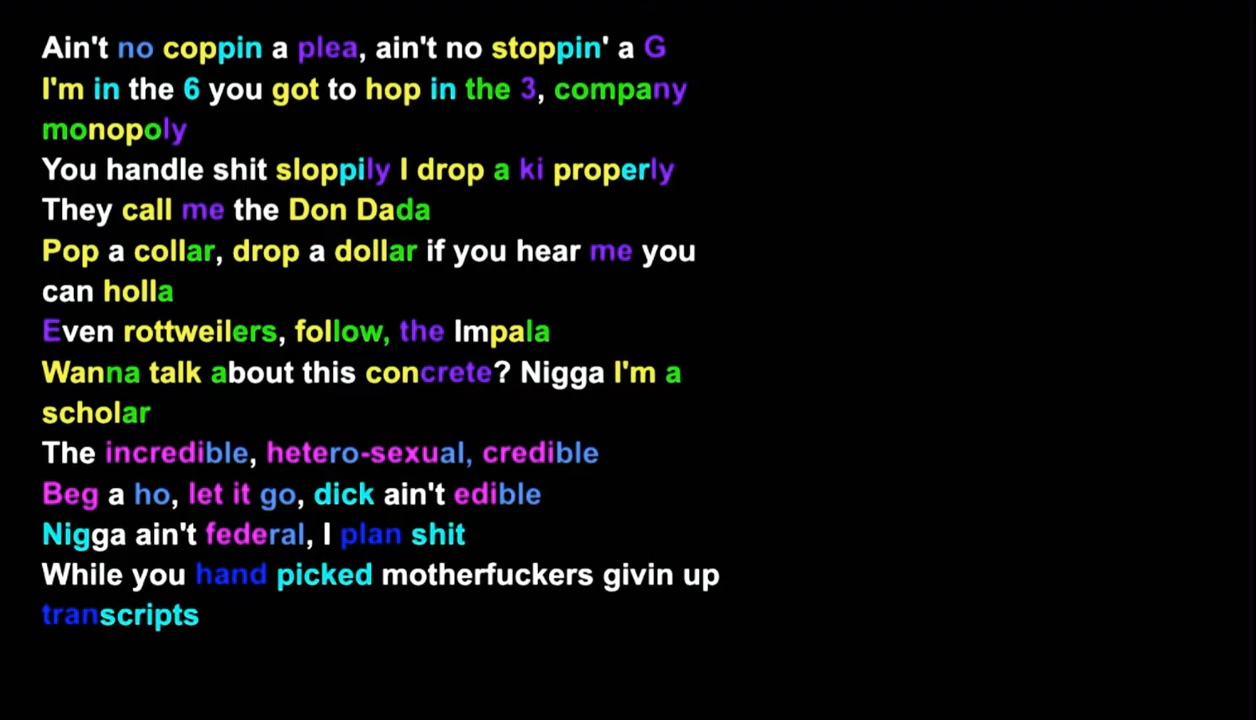 Ain't no coppin a plea, ain't no stoppin' a G
I'm in the 6 you got to hop in the 3, company
monopoly
You handle shit sloppily I drop a ki properly
They call me the Don Dada
Pop a collar, drop a dollar if you hear me you
can holla
Even rottweilers, follow, the Impala
Wanna talk about this concrete? Nigga I'm a
scholar
The incredible, hetero-sexual, credible
Beg a ho, let it go, dick ain't edible
Nigga ain't federal, I plan shit
While you hand picked motherfuckers givin up
transcripts